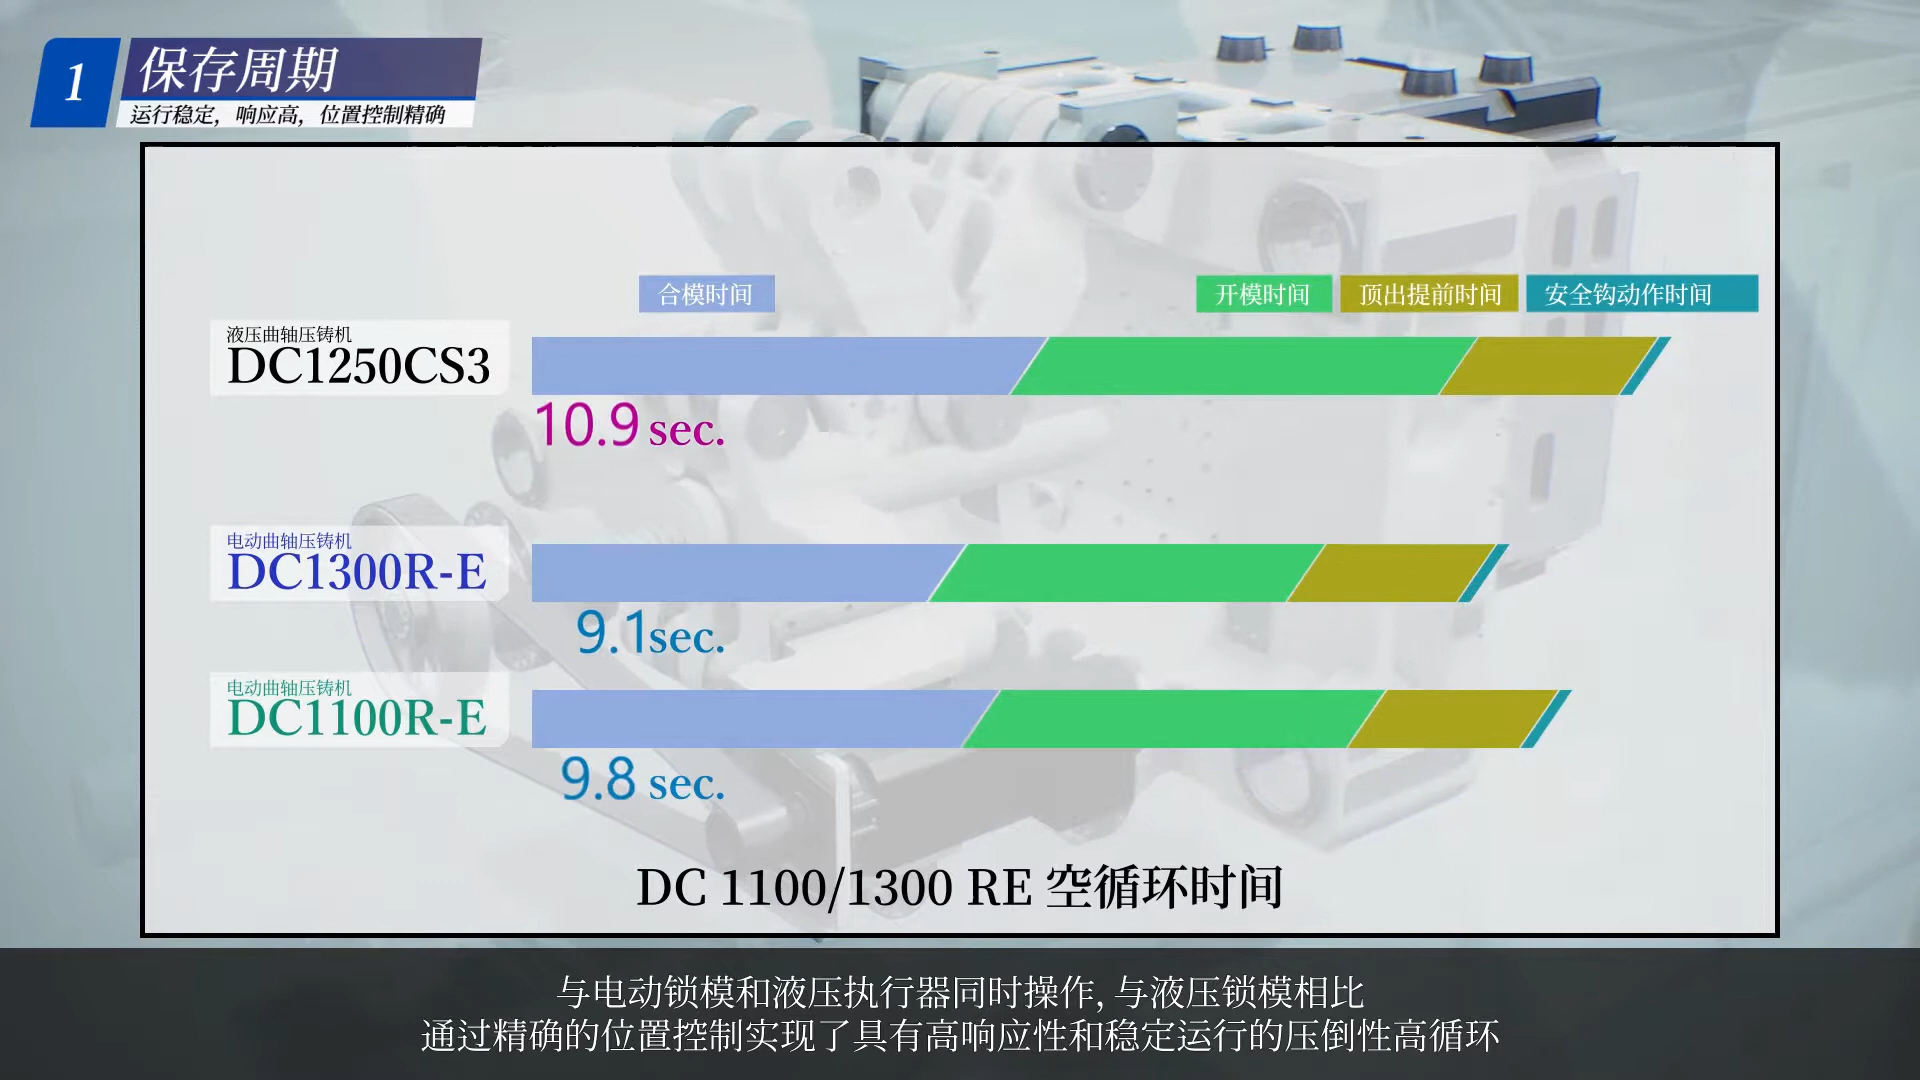 1
保存周期
运行稳定，响应高，位置控制精确
合模时间
开模时间
顶出提前时间
安全钩动作时间
液压曲轴压铸机
DC1250CS3
10.9 sec.
电动曲轴压铸机
DC1300R-E
9.1sec.
电动曲轴压铸机
DC1100R-E
9.8 sec.
DC 1100/1300 RE 空循环时间
与电动锁模和液压执行器同时操作, 与液压锁模相比
通过精确的位置控制实现了具有高响应性和稳定运行的压倒性高循环